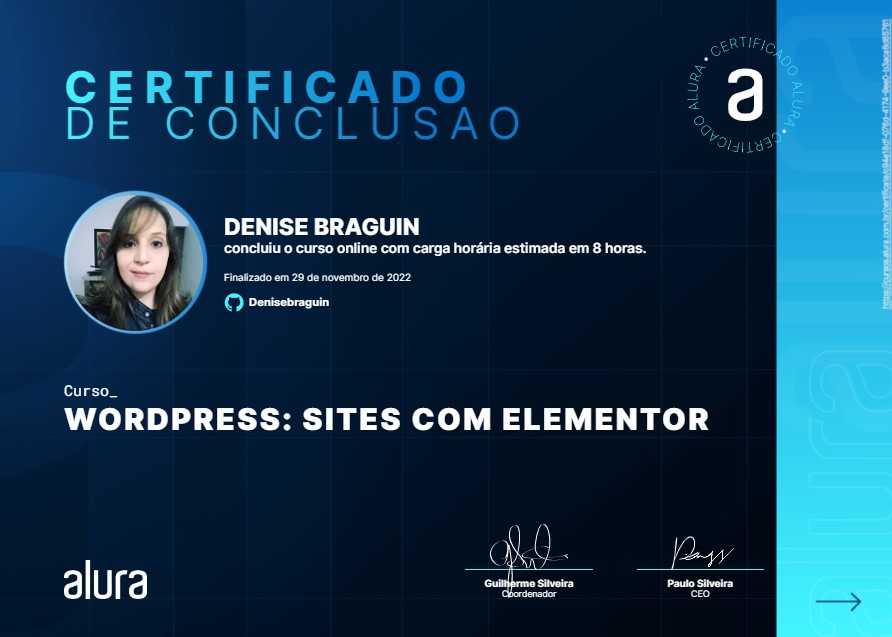 CERTIFICADO
DE CONCLUSAO
CERTIFICADO ALURA • CERTIFICADO ALURA •
a
DENISE BRAGUIN
concluiu o curso online com carga horária estimada em 8 horas.
Finalizado em 29 de novembro de 2022
Denisebraguin
Curso_
WORDPRESS: SITES COM ELEMENTOR
alura
Guilherme Silveira
Coordenador
Paulo Silveira
CEO
alura